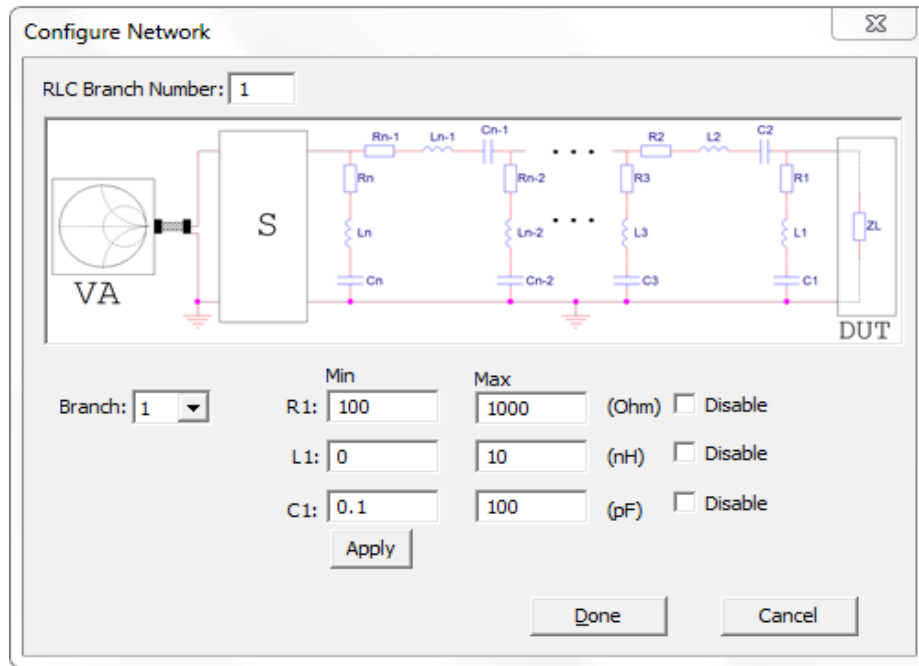 Configure Network
RLC Branch Number: 1
Rn-1 Ln-1 Cn-1 • • • R2 L2 C2
Rn Rn-2 R3 R1
S
Ln Ln-2 • • • L3 L1 ZL
Cn Cn-2 C3 C1
VA
DUT
Min Max
Branch: 1 R1: 100 1000 (Ohm) Disable
L1: 0 10 (nH) Disable
C1: 0.1 100 (pF) Disable
Apply
Done Cancel